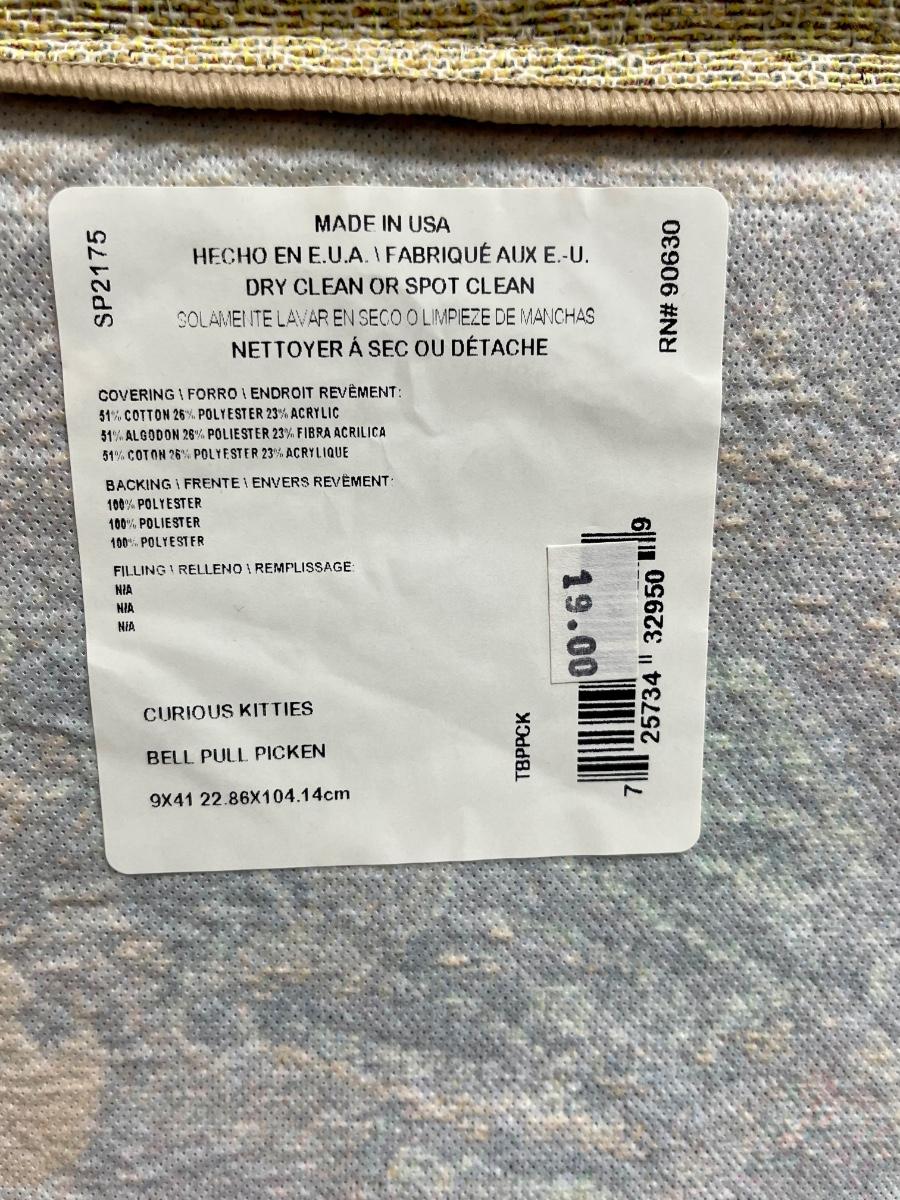 SP2175
MADE IN USA
HECHO EN E.U.A. \ FABRIQUÉ AUX E.-U.
DRY CLEAN OR SPOT CLEAN
SOLAMENTE LAVAR EN SECO O LIMPIEZE DE MANCHAS
NETTOYER Á SEC OU DÉTACHE
RN# 90630
COVERING \ FORRO \ ENDROIT REVÊMENT:
51% COTTON 26% POLYESTER 23% ACRYLIC
51% ALGODON 26% POLIESTER 23% FIBRA ACRILICA
51% COTON 26% POLYESTER 23% ACRYLIQUE
BACKING \ FRENTE \ ENVERS REVÊMENT:
100% POLYESTER
100% POLIESTER
100% POLYESTER
FILLING \ RELLENO \ REMPLISSAGE:
N\A
N\A
N\A
CURIOUS KITTIES
BELL PULL PICKEN
9X41 22.86X104.14cm
TBPPCK
19.00
7 25734 32950 9